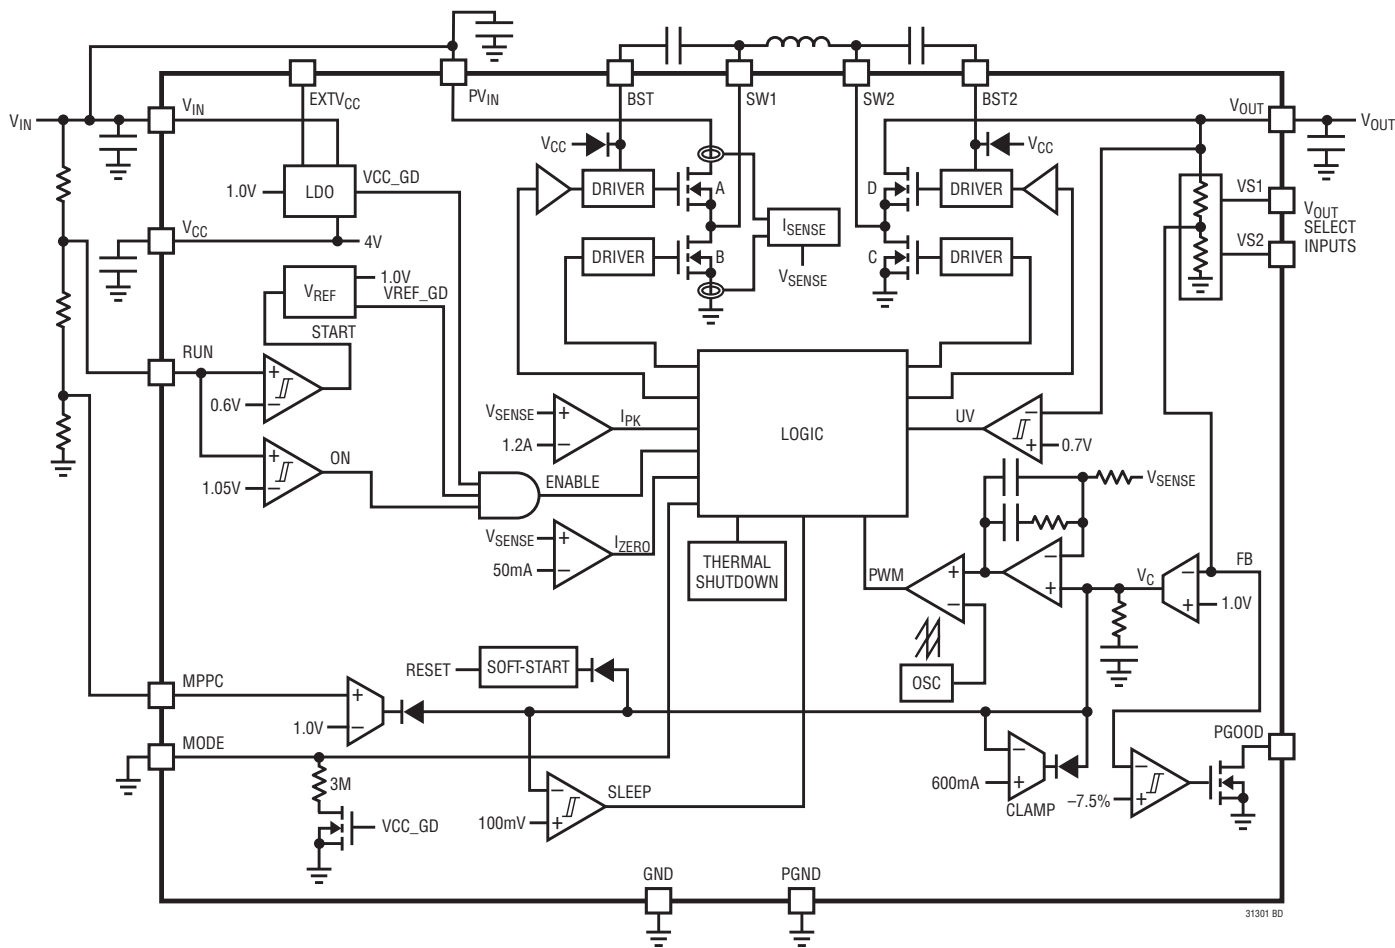 EXTVCC
PVIN
BST
SW1
SW2
BST2
VIN
VIN
VOUT
VOUT
VCC
VCC
1.0V
LDO
VCC_GD
DRIVER
A
D
DRIVER
VS1
VOUT
SELECT
INPUTS
VS2
ISENSE
VCC
4V
DRIVER
B
C
DRIVER
VSENSE
VREF
1.0V
VREF_GD
START
RUN
0.6V
VSENSE
IPK
1.2A
LOGIC
UV
0.7V
ON
1.05V
ENABLE
VSENSE
VSENSE
IZERO
50mA
THERMAL
SHUTDOWN
PWM
VC
FB
1.0V
RESET
SOFT-START
OSC
MPPC
1.0V
MODE
PGOOD
3M
600mA
CLAMP
–7.5%
SLEEP
100mV
VCC_GD
GND
PGND
31301 BD